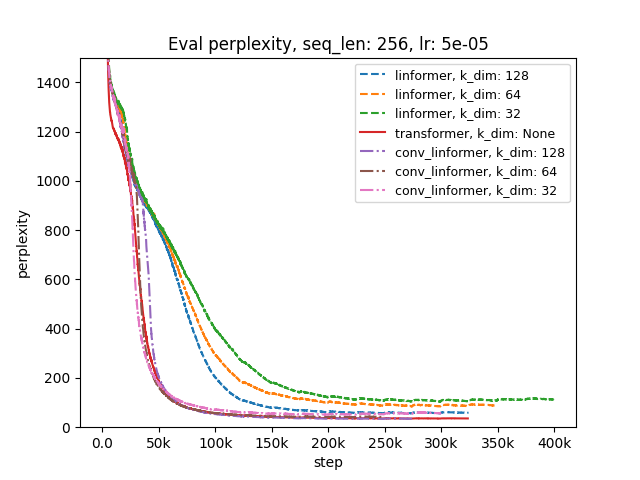 Eval perplexity, seq_len: 256, lr: 5e-05
linformer, k_dim: 128
linformer, k_dim: 64
linformer, k_dim: 32
transformer, k_dim: None
conv_linformer, k_dim: 128
conv_linformer, k_dim: 64
conv_linformer, k_dim: 32
perplexity
1400
1200
1000
800
600
400
200
0
0.0 50k 100k 150k 200k 250k 300k 350k 400k
step